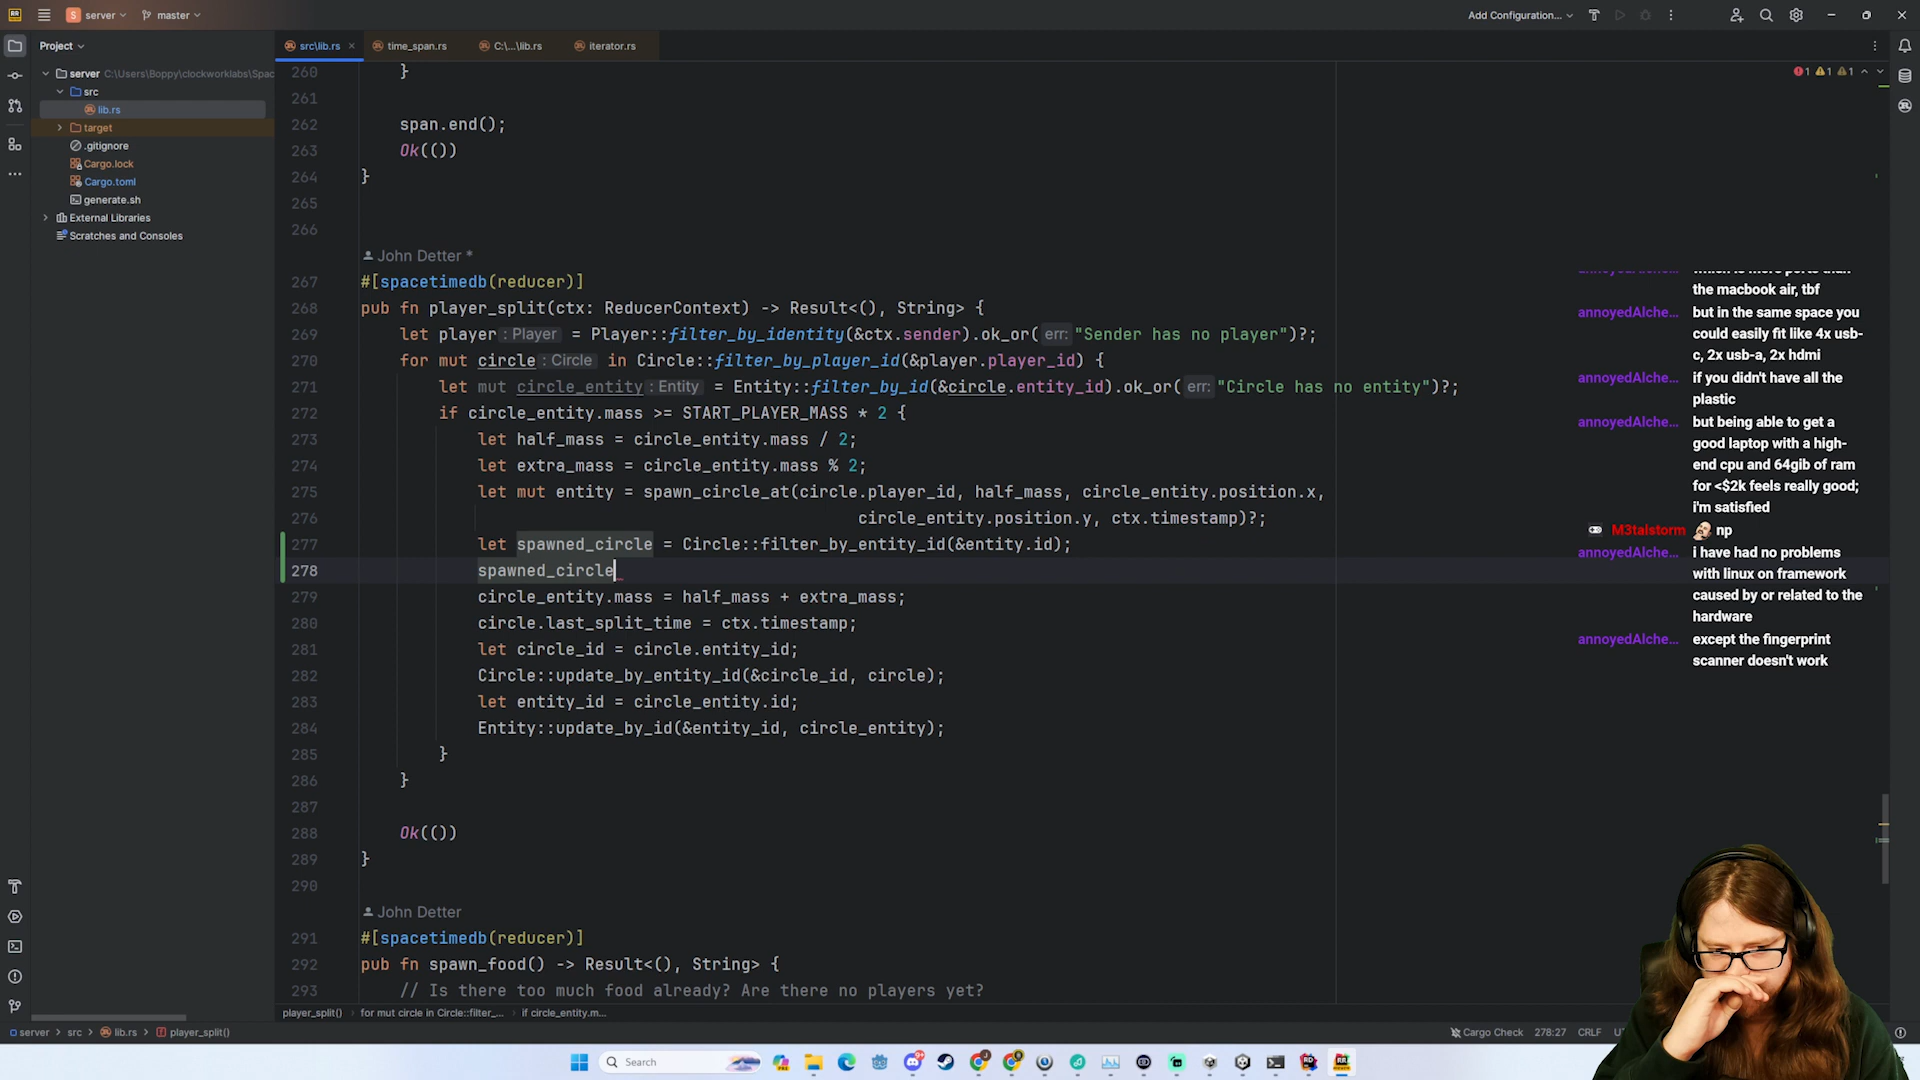 server
master
Add Configuration...
Project
src\lib.rs
time_span.rs
C:\...\lib.rs
iterator.rs
server C:\Users\Boppy\clockworklabs\Spac
src
lib.rs
target
.gitignore
Cargo.lock
Cargo.toml
generate.sh
External Libraries
Scratches and Consoles
1 1 1
260 }
261
262 span.end();
263 Ok(())
264 }
265
266
John Detter *
267 #[spacetimedb(reducer)]
268 pub fn player_split(ctx: ReducerContext) -> Result<(), String> {
269 let player : Player = Player::filter_by_identity(&ctx.sender).ok_or( err: "Sender has no player")?;
270 for mut circle : Circle in Circle::filter_by_player_id(&player.player_id) {
271 let mut circle_entity : Entity = Entity::filter_by_id(&circle.entity_id).ok_or( err: "Circle has no entity")?;
272 if circle_entity.mass >= START_PLAYER_MASS * 2 {
273 let half_mass = circle_entity.mass / 2;
274 let extra_mass = circle_entity.mass % 2;
275 let mut entity = spawn_circle_at(circle.player_id, half_mass, circle_entity.position.x,
276 circle_entity.position.y, ctx.timestamp)?;
277 let spawned_circle = Circle::filter_by_entity_id(&entity.id);
278 spawned_circle
279 circle_entity.mass = half_mass + extra_mass;
280 circle.last_split_time = ctx.timestamp;
281 let circle_id = circle.entity_id;
282 Circle::update_by_entity_id(&circle_id, circle);
283 let entity_id = circle_entity.id;
284 Entity::update_by_id(&entity_id, circle_entity);
285 }
286 }
287
288 Ok(())
289 }
290
John Detter
291 #[spacetimedb(reducer)]
292 pub fn spawn_food() -> Result<(), String> {
293 // Is there too much food already? Are there no players yet?
the macbook air, tbf
annoyedAlche... but in the same space you
could easily fit like 4x usb-
c, 2x usb-a, 2x hdmi
annoyedAlche... if you didn't have all the
plastic
annoyedAlche... but being able to get a
good laptop with a high-
end cpu and 64gib of ram
for <$2k feels really good;
i'm satisfied
M3talstorm np
annoyedAlche... i have had no problems
with linux on framework
caused by or related to the
hardware
annoyedAlche... except the fingerprint
scanner doesn't work
player_split() for mut circle in Circle::filter_... if circle_entity.m...
server src lib.rs player_split()
Cargo Check 278:27 CRLF
Search